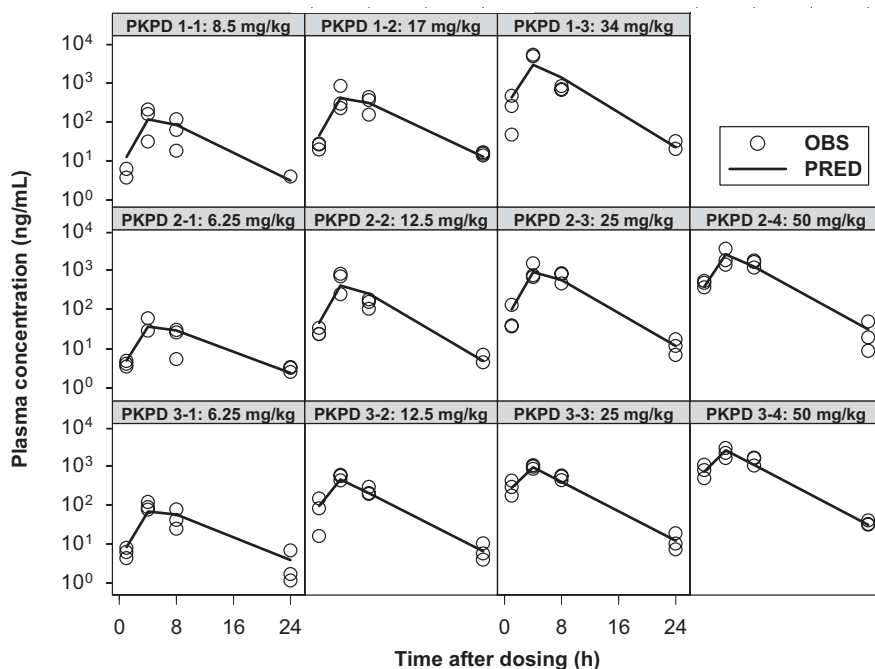 PKPD 1-1: 8.5 mg/kg PKPD 1-2: 17 mg/kg PKPD 1-3: 34 mg/kg
10⁴
10³
10²
10¹
10⁰
OBS
PRED
PKPD 2-1: 6.25 mg/kg PKPD 2-2: 12.5 mg/kg PKPD 2-3: 25 mg/kg PKPD 2-4: 50 mg/kg
10⁴
10³
10²
10¹
10⁰
PKPD 3-1: 6.25 mg/kg PKPD 3-2: 12.5 mg/kg PKPD 3-3: 25 mg/kg PKPD 3-4: 50 mg/kg
10⁴
10³
10²
10¹
10⁰
Plasma concentration (ng/mL)
0 8 16 24 0 8 16 24
Time after dosing (h)